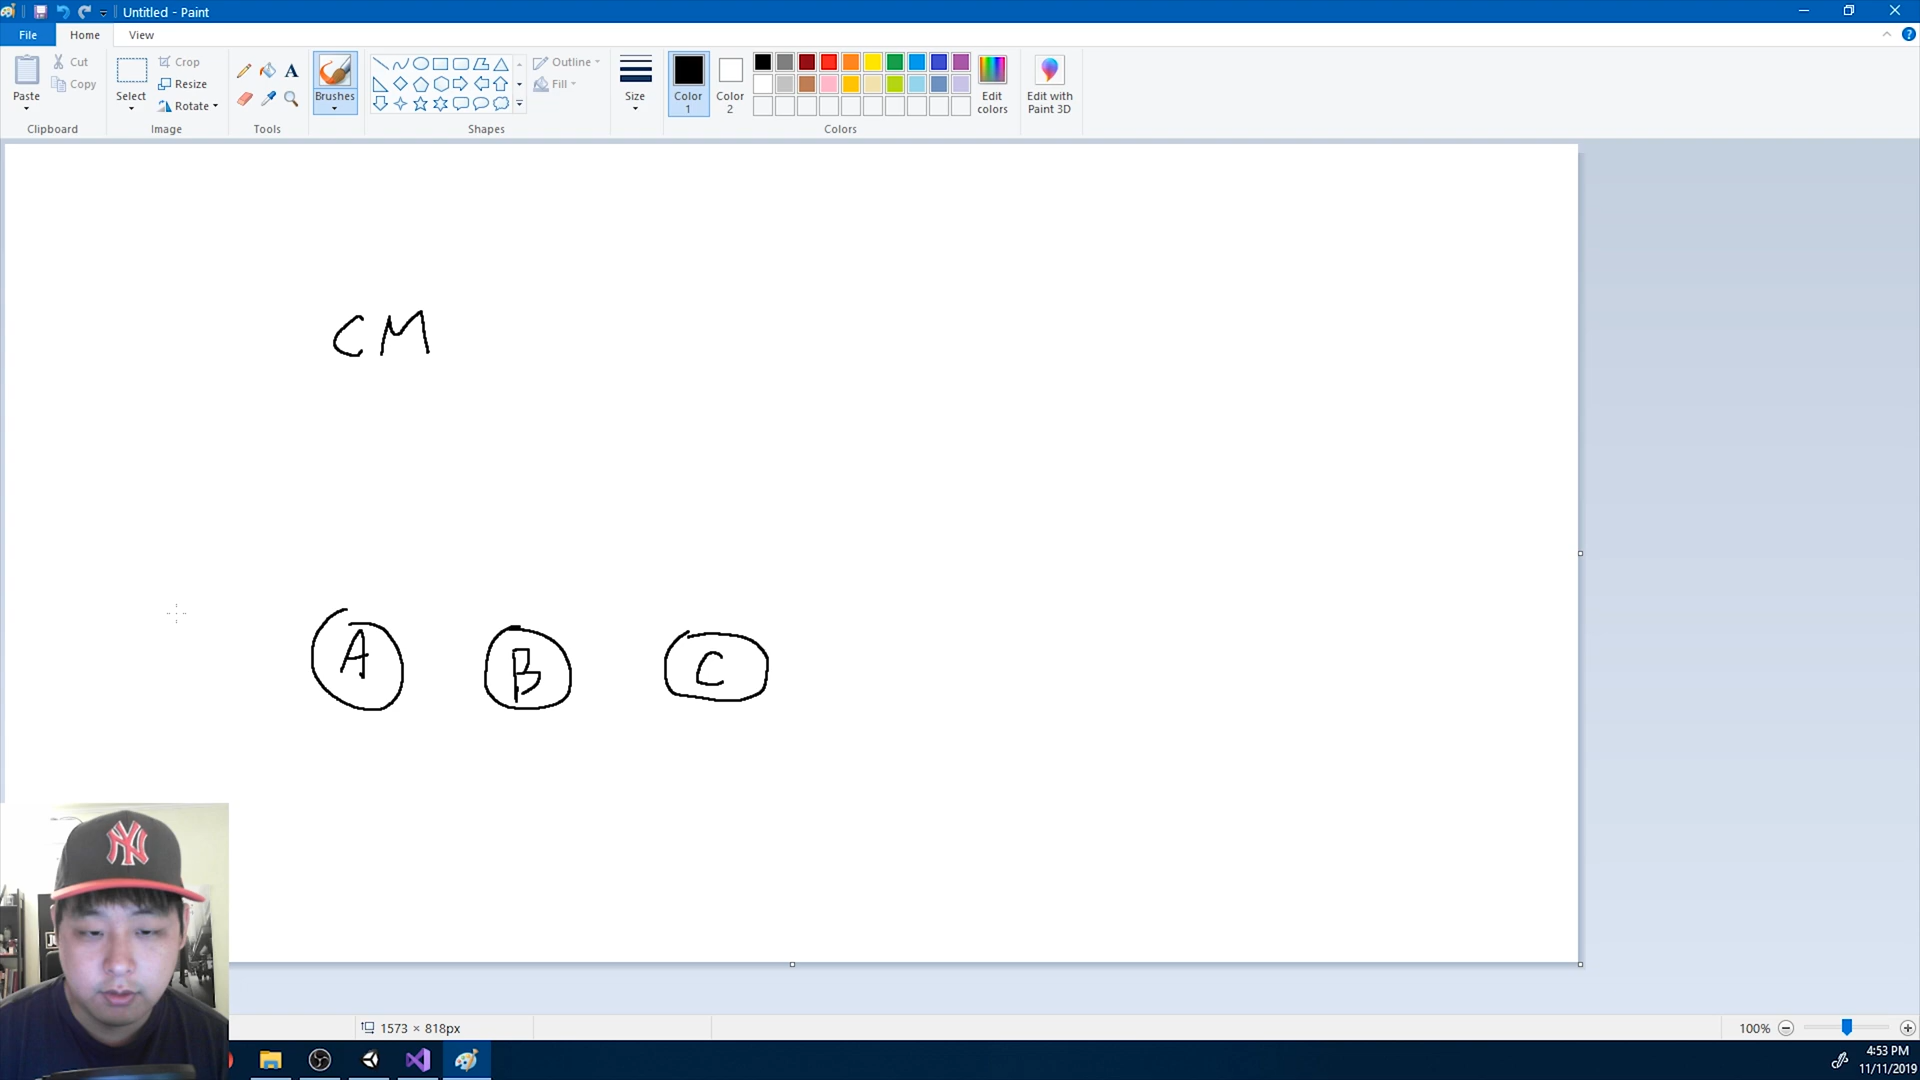 Untitled - Paint
File Home View
Paste
Cut
Copy
Clipboard
Select
Crop
Resize
Rotate
Image
A
Tools
Brushes
Shapes
Outline
Fill
Size
Color 1
Color 2
Colors
Edit colors
Edit with Paint 3D
CM
A B C
NY
1573 × 818px
100%
4:53 PM
11/11/2019